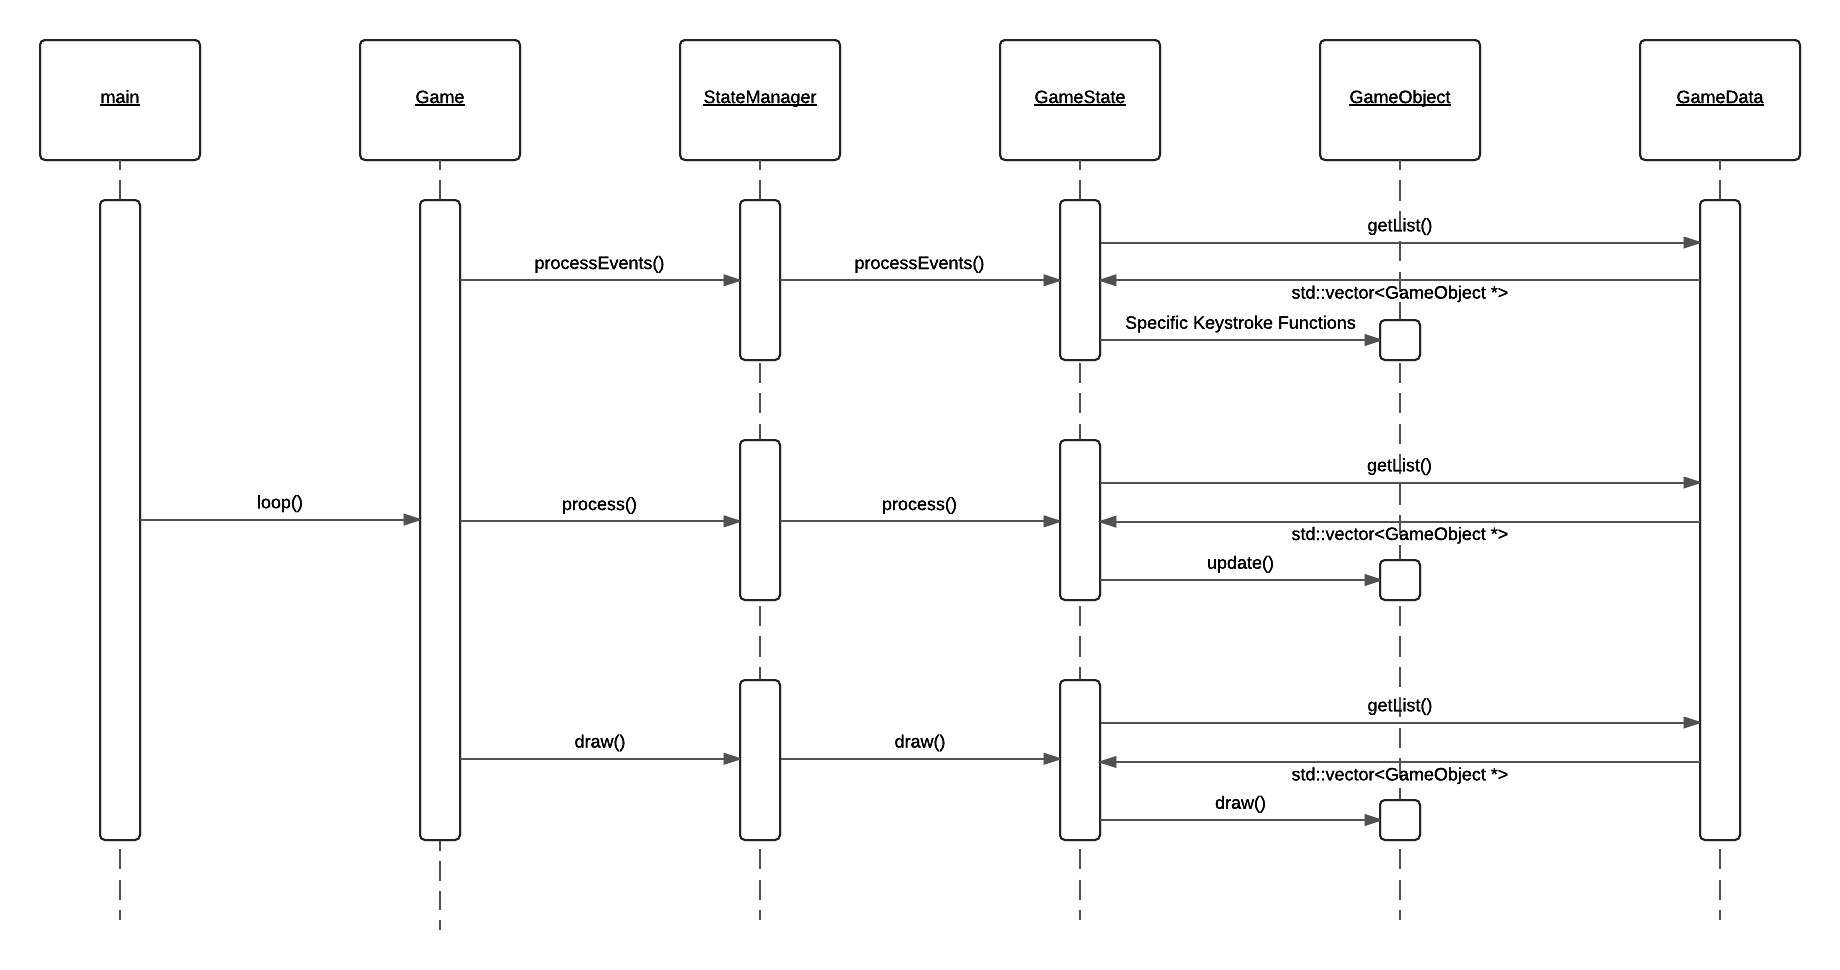 main
Game
StateManager
GameState
GameObject
GameData
getList()
processEvents()
processEvents()
std::vector<GameObject *>
Specific Keystroke Functions
getList()
loop()
process()
process()
std::vector<GameObject *>
update()
getList()
draw()
draw()
std::vector<GameObject *>
draw()